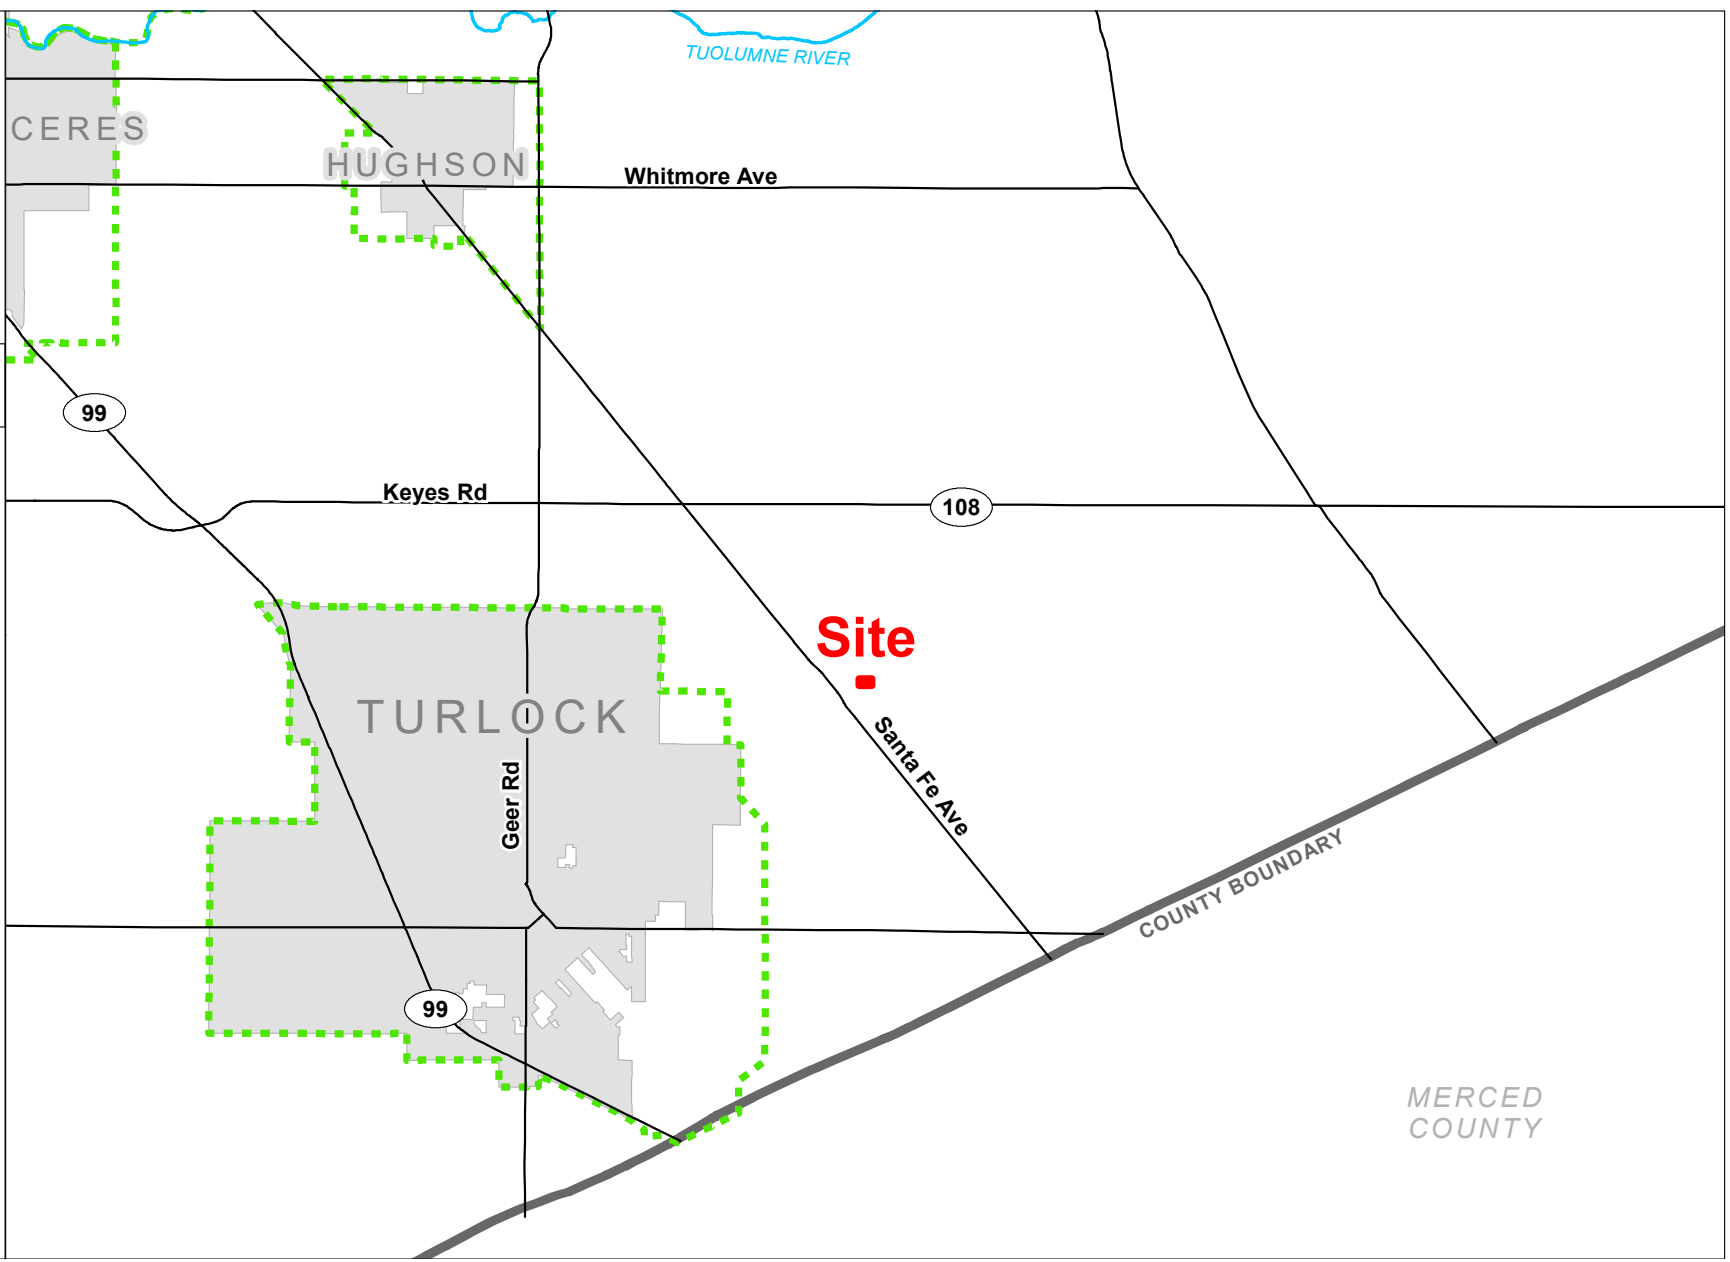 TUOLUMNE RIVER
CERES
HUGHSON
Whitmore Ave
99
Keyes Rd
108
Site
TURLOCK
Santa Fe Ave
Geer Rd
COUNTY BOUNDARY
99
MERCED
COUNTY